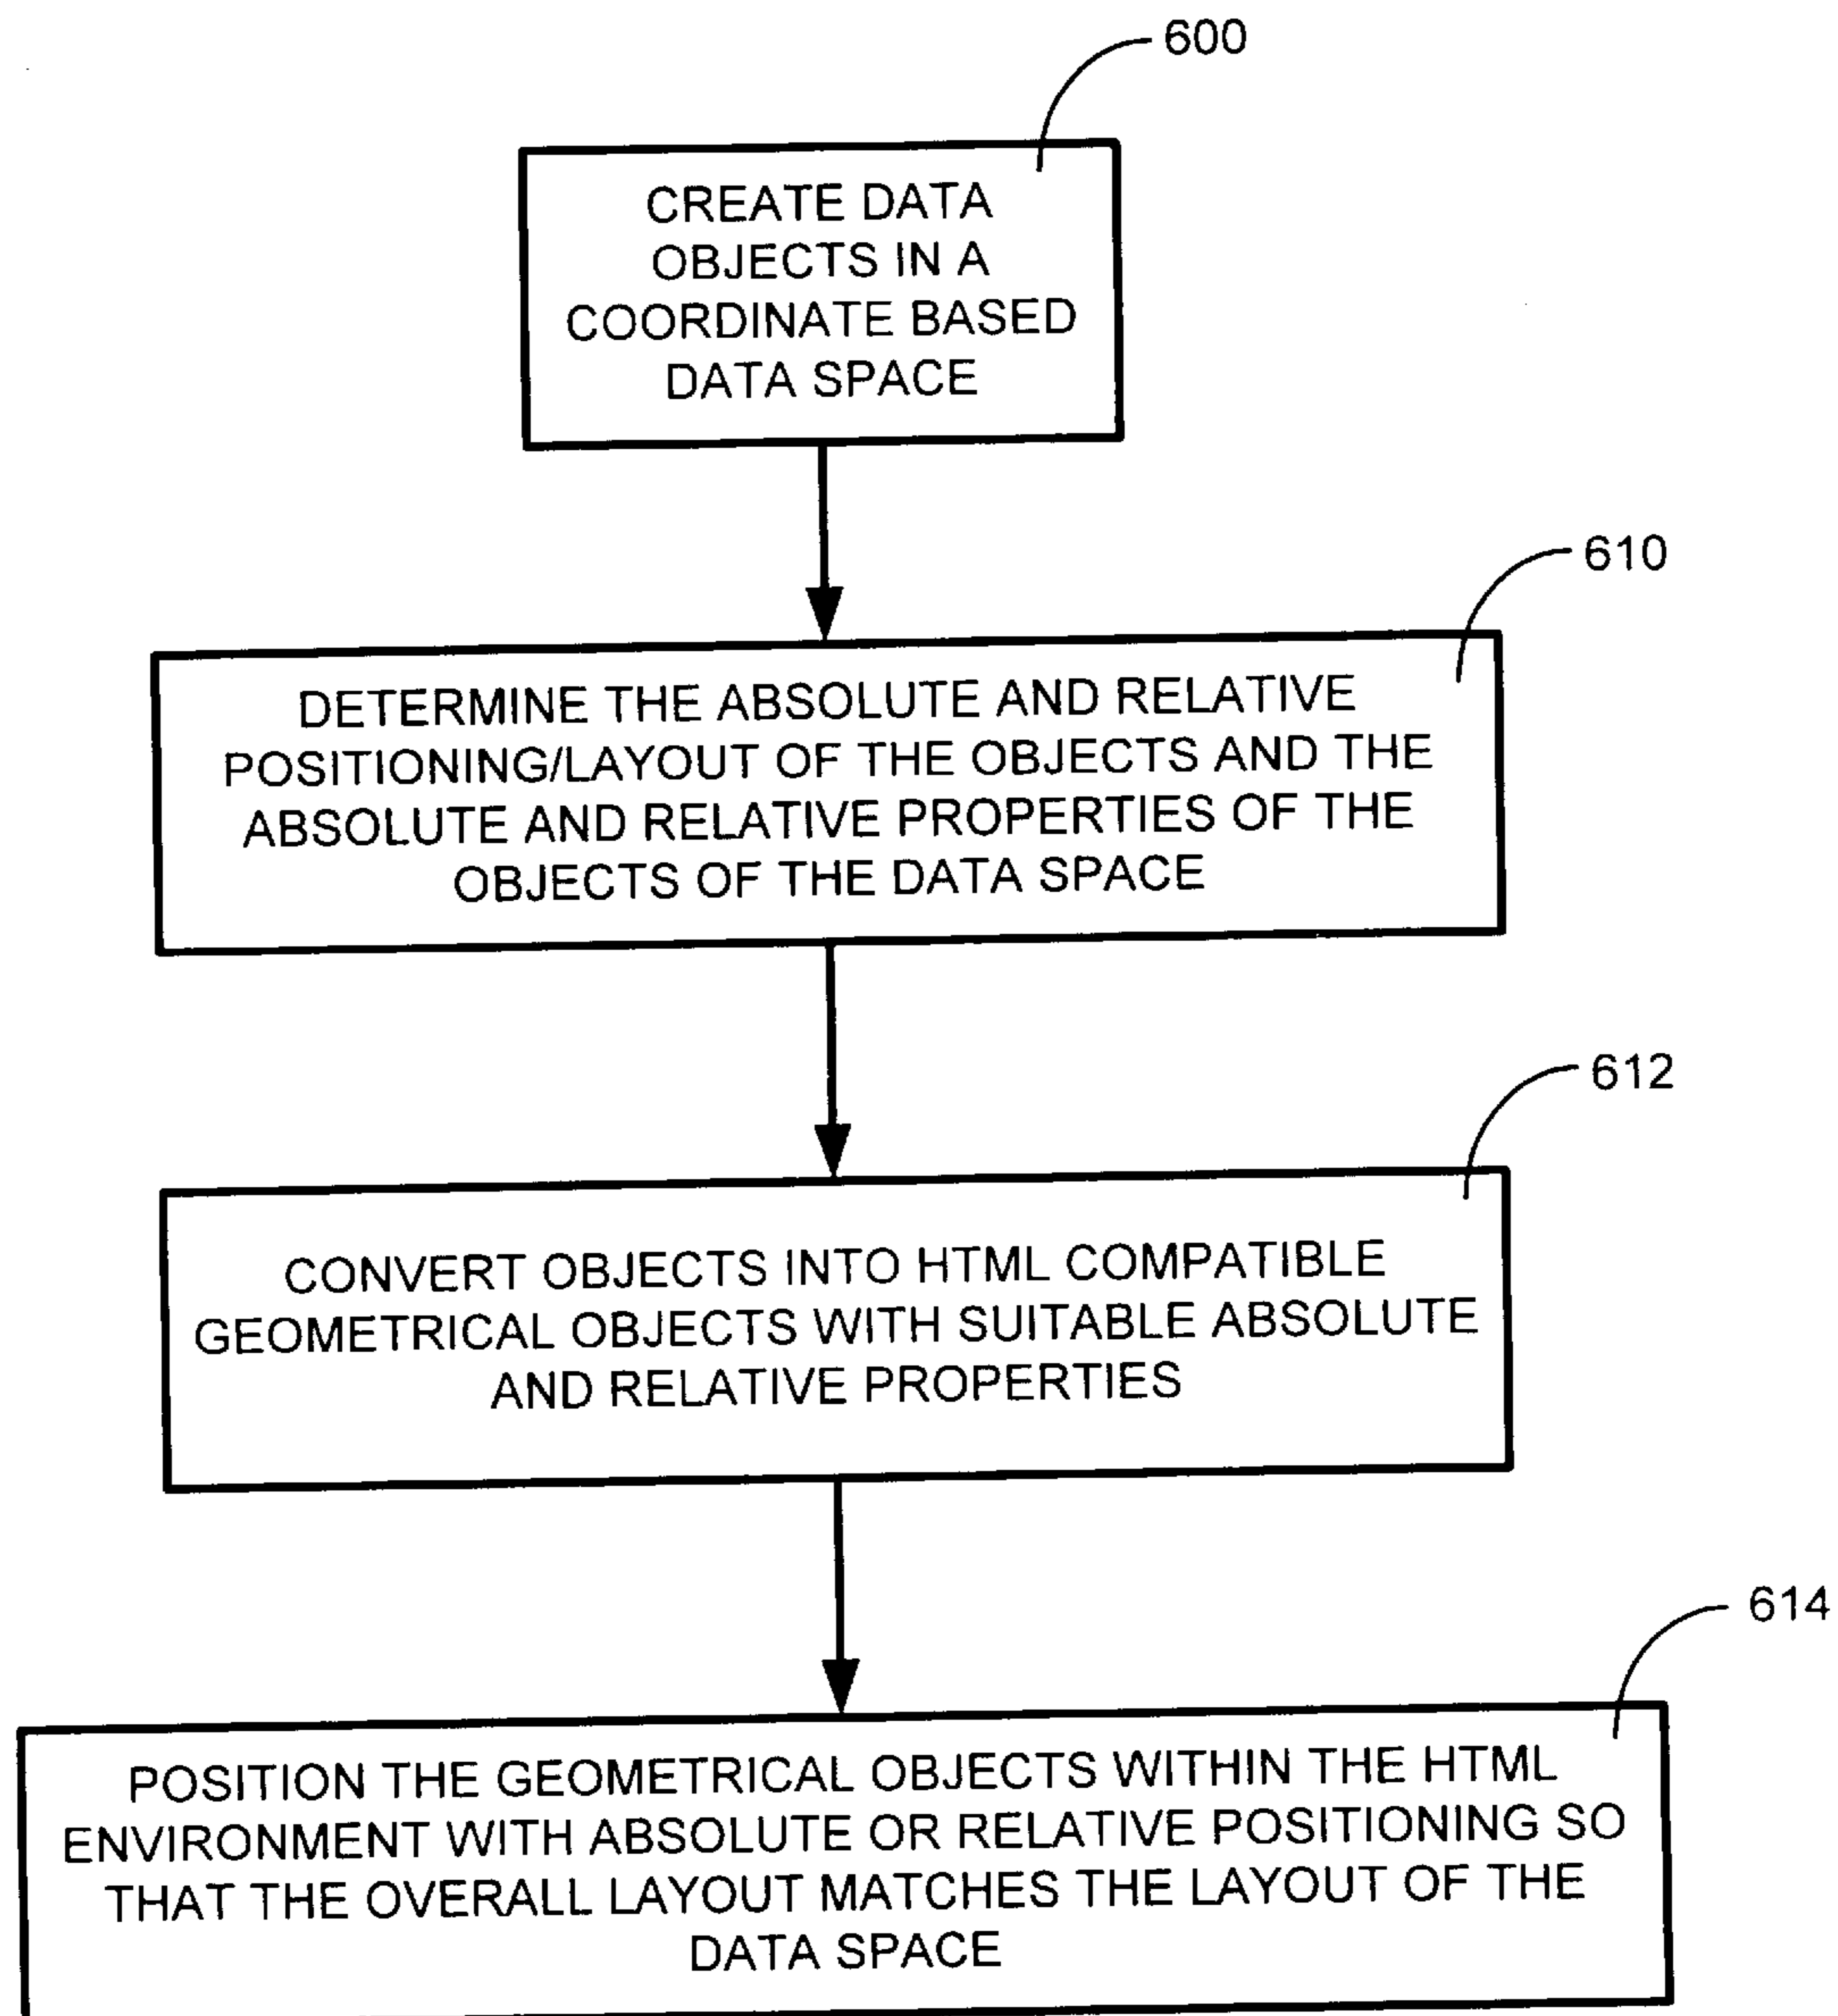 600
CREATE DATA
OBJECTS IN A
COORDINATE BASED
DATA SPACE
610
DETERMINE THE ABSOLUTE AND RELATIVE
POSITIONING/LAYOUT OF THE OBJECTS AND THE
ABSOLUTE AND RELATIVE PROPERTIES OF THE
OBJECTS OF THE DATA SPACE
612
CONVERT OBJECTS INTO HTML COMPATIBLE
GEOMETRICAL OBJECTS WITH SUITABLE ABSOLUTE
AND RELATIVE PROPERTIES
614
POSITION THE GEOMETRICAL OBJECTS WITHIN THE HTML
ENVIRONMENT WITH ABSOLUTE OR RELATIVE POSITIONING SO
THAT THE OVERALL LAYOUT MATCHES THE LAYOUT OF THE
DATA SPACE